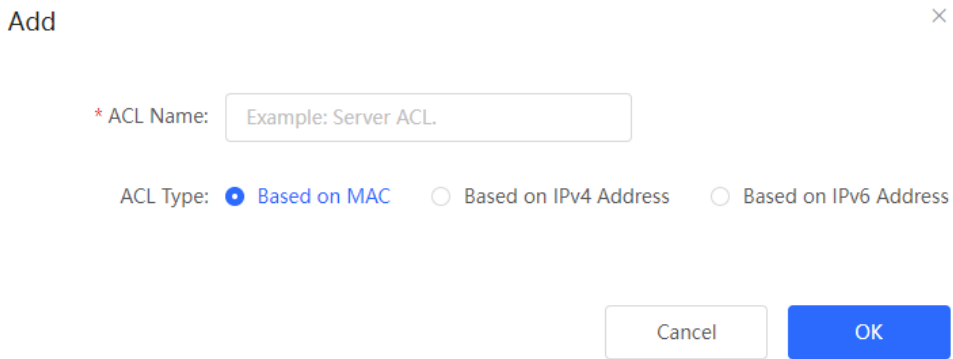 Add
* ACL Name: Example: Server ACL.
ACL Type: Based on MAC Based on IPv4 Address Based on IPv6 Address
Cancel OK